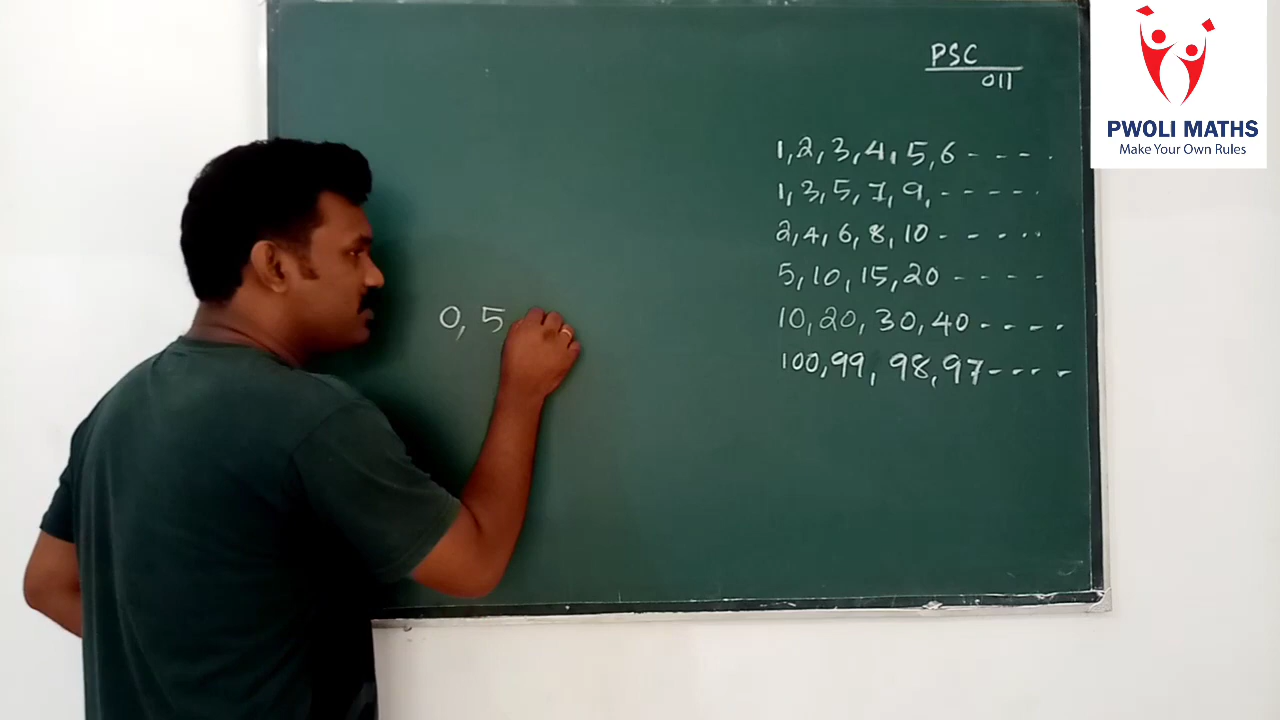 PSC
011
1, 2, 3, 4, 5, 6 - - - - .
1, 3, 5, 7, 9, - - - - - .
2, 4, 6, 8, 10 - - - - . .
5, 10, 15, 20 - - - -
10, 20, 30, 40 - - - -
100, 99, 98, 97 - - - -
0, 5
PWOLI MATHS
Make Your Own Rules